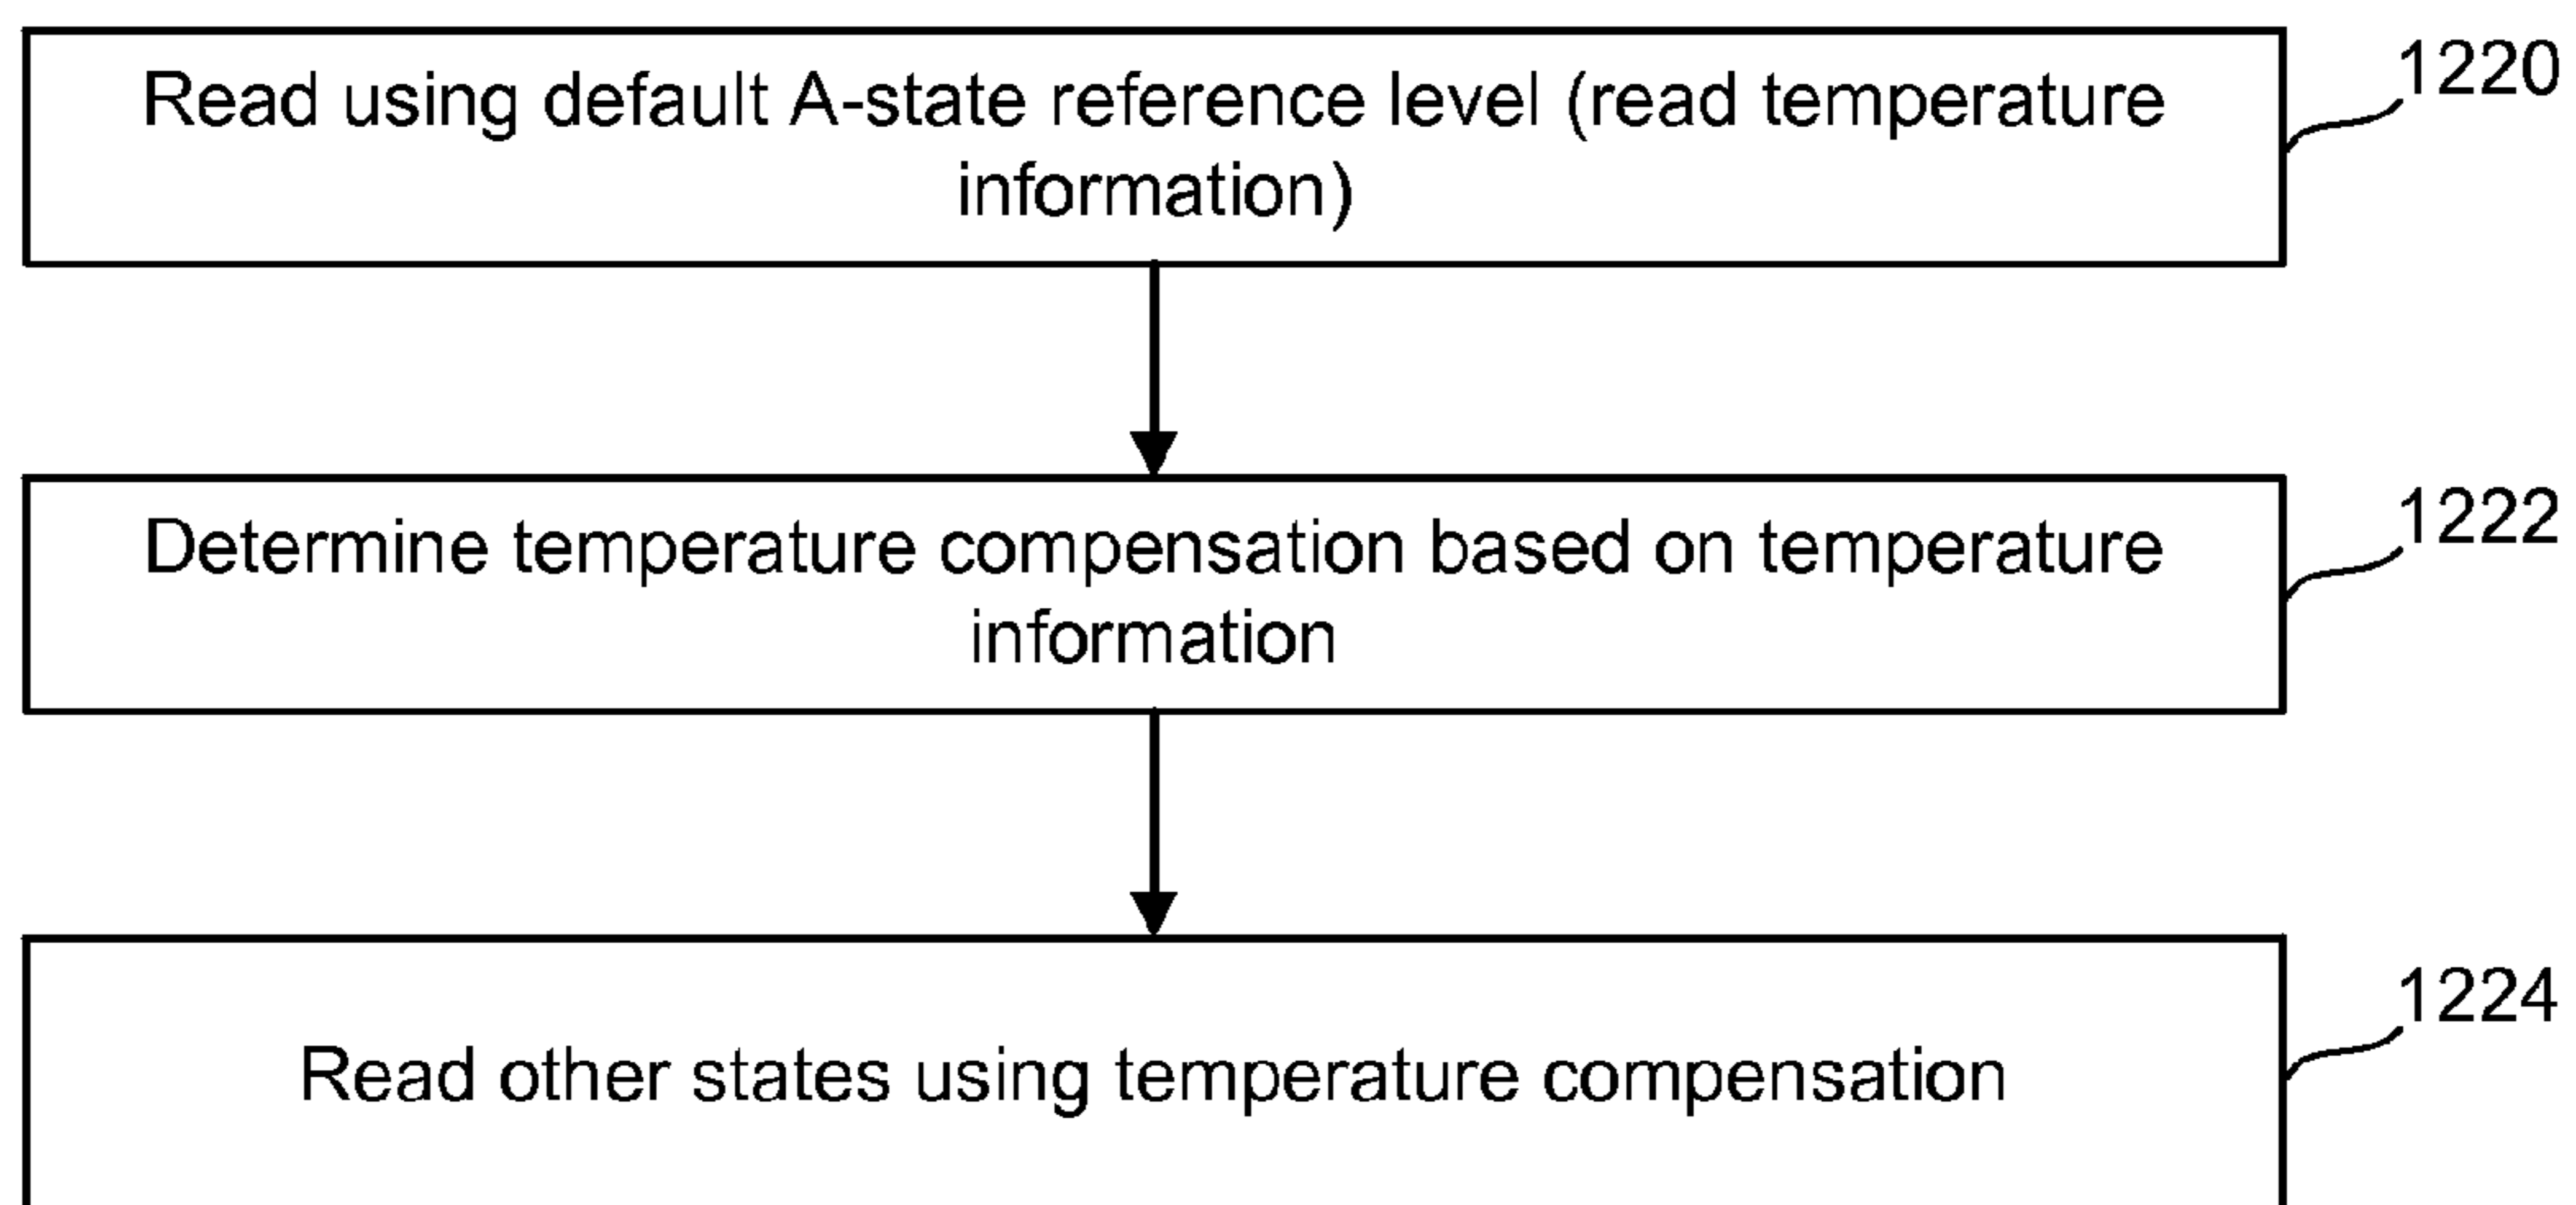 Read using default A-state reference level (read temperature
information)
1220
Determine temperature compensation based on temperature
information
1222
Read other states using temperature compensation
1224